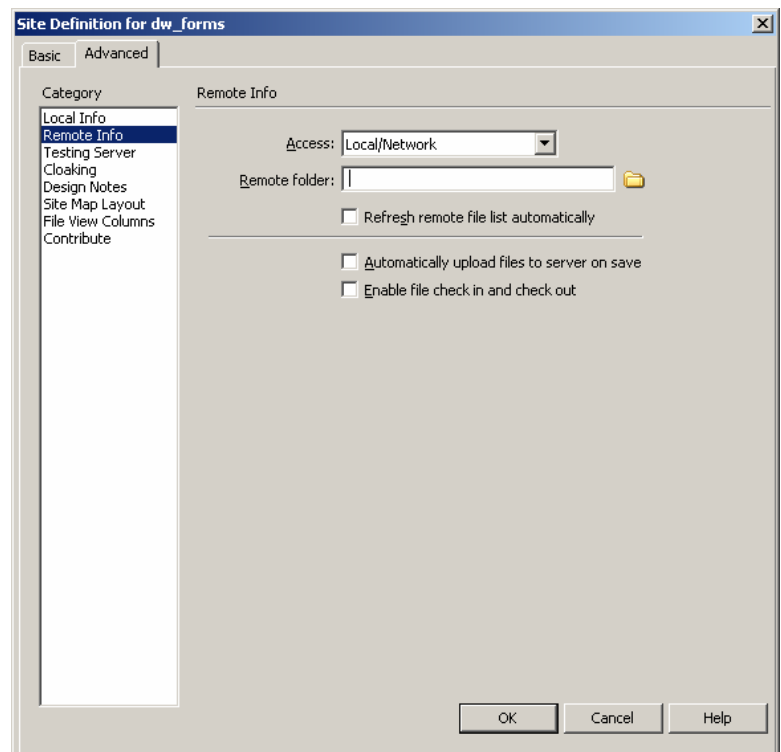 Site Definition for dw_forms
Basic
Advanced
Category
Local Info
Remote Info
Testing Server
Cloaking
Design Notes
Site Map Layout
File View Columns
Contribute
Remote Info
Access: Local/Network
Remote folder:
Refresh remote file list automatically
Automatically upload files to server on save
Enable file check in and check out
OK
Cancel
Help